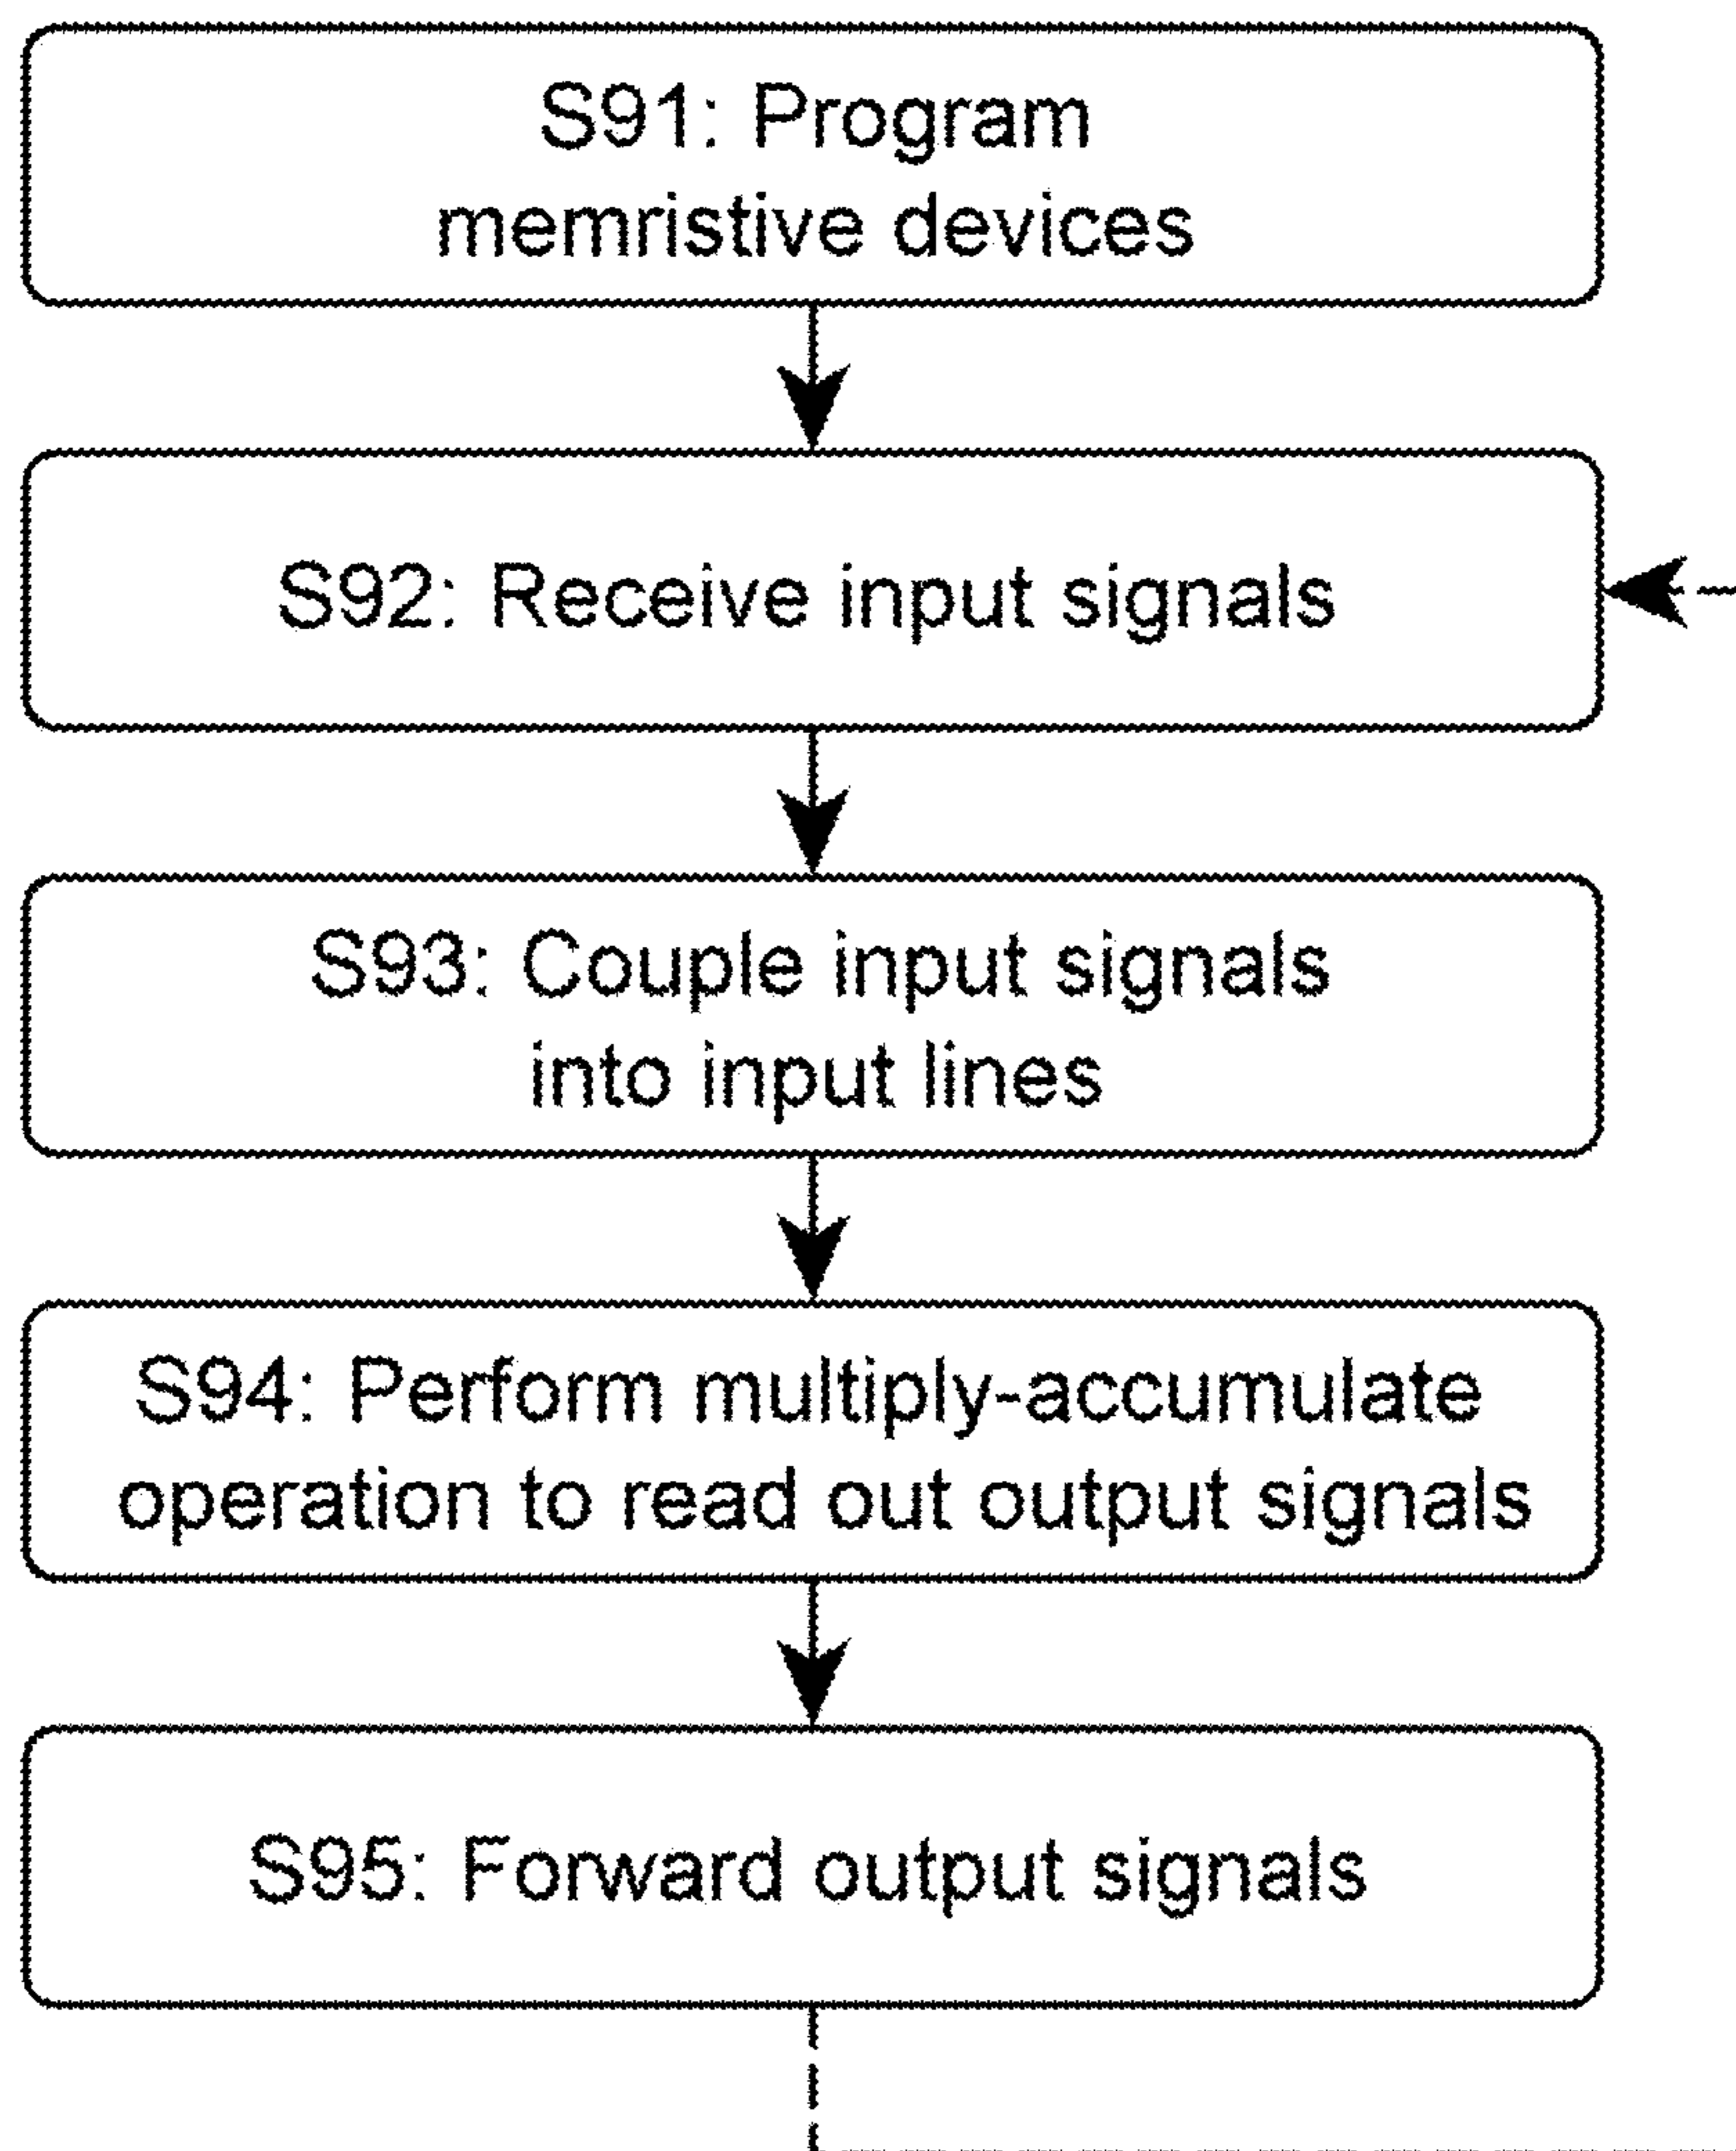 S91: Program
memristive devices
S92: Receive input signals
S93: Couple input signals
into input lines
S94: Perform multiply-accumulate
operation to read out output signals
S95: Forward output signals